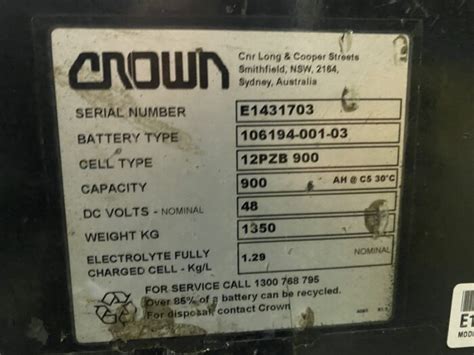 CROWN
Cnr Long & Cooper Streets
Smithfield, NSW, 2164,
Sydney, Australia
SERIAL NUMBER E1431703
BATTERY TYPE 106194-001-03
CELL TYPE 12PZB 900
CAPACITY 900 AH @ C5 30°C
DC VOLTS - NOMINAL 48
WEIGHT KG 1350
ELECTROLYTE FULLY
CHARGED CELL - Kg/L 1.29 NOMINAL
FOR SERVICE CALL 1300 768 795
Over 85% of a battery can be recycled.
For disposal, contact Crown